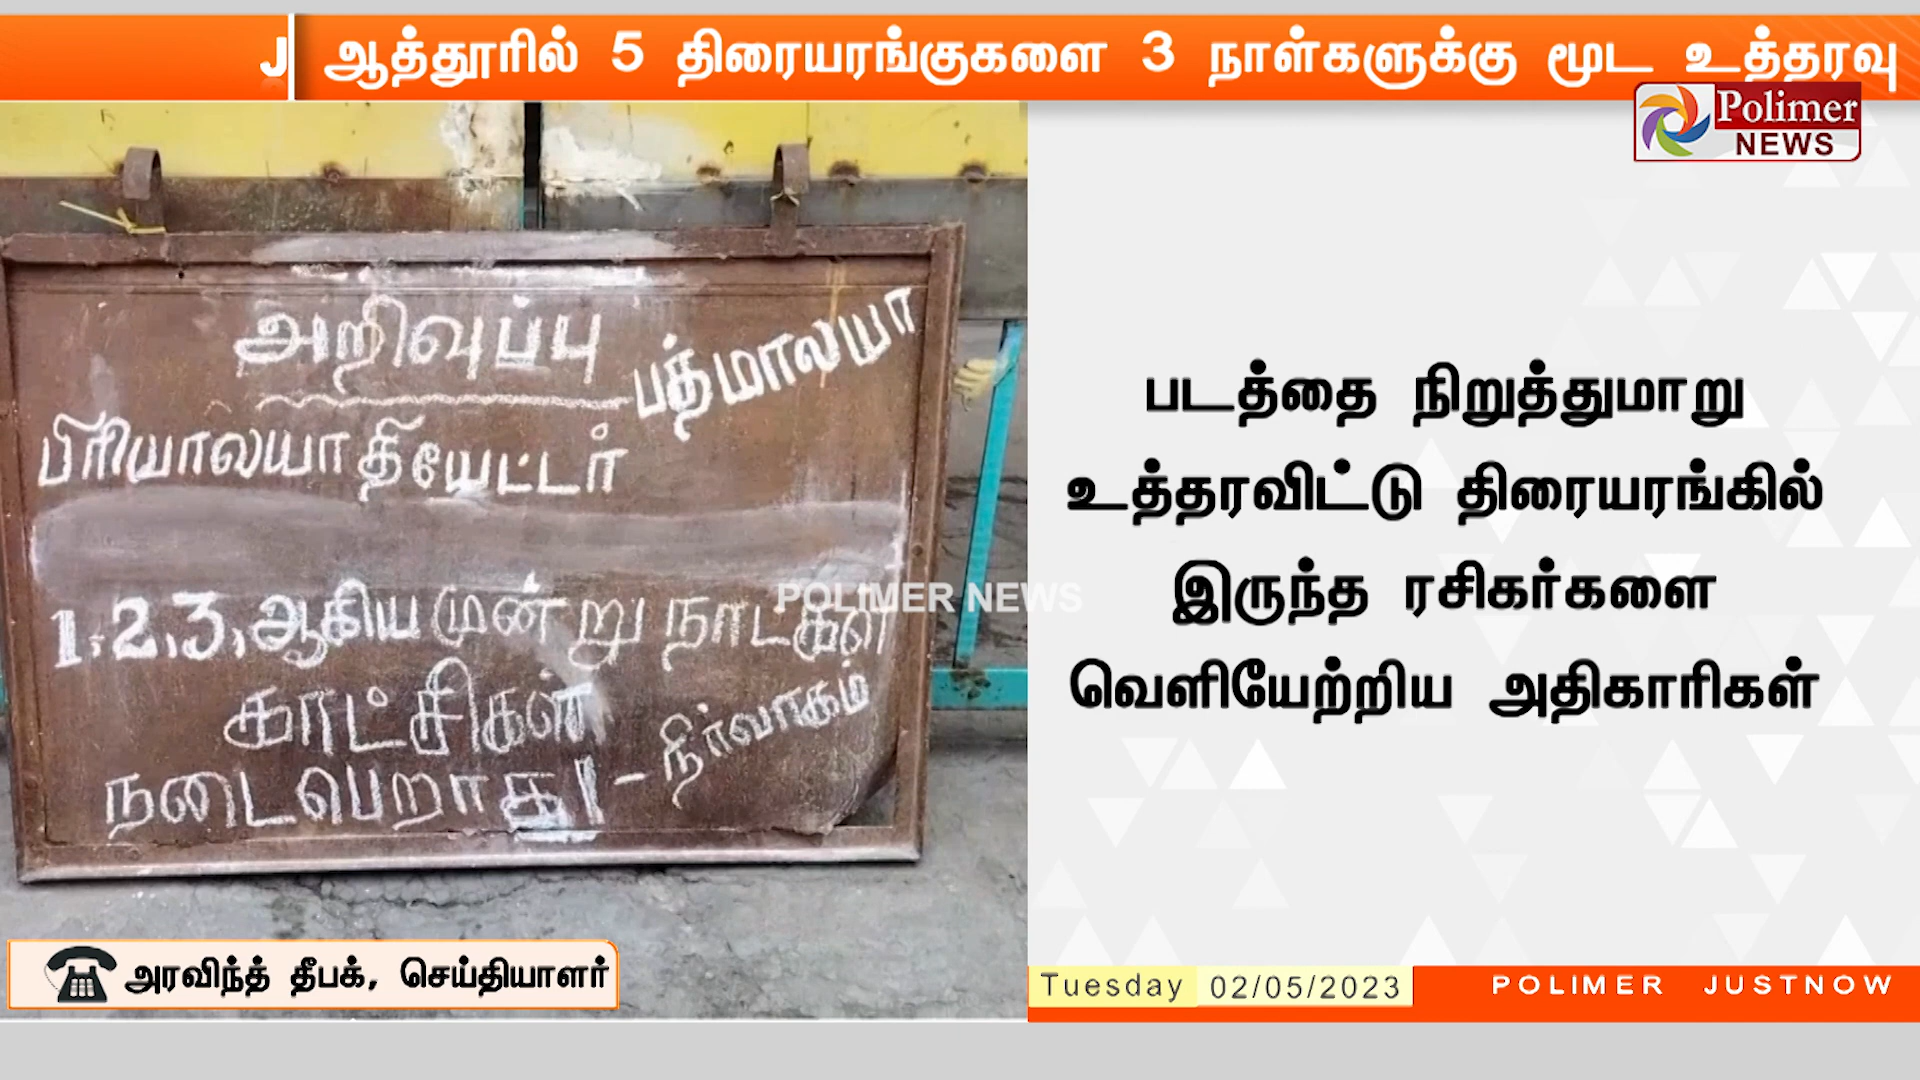 J ஆத்தூரில் 5 திரையரங்குகளை 3 நாள்களுக்கு மூட உத்தரவு
Polimer
NEWS
அறிவுப்பு
பத்மாலயா
பிரியாலயா தியேட்டர்
1,2,3, ஆகிய முன்று நாட்கள்
காட்சிகள்
நடைபெறாது! - நிர்வாகம்
POLIMER NEWS
படத்தை நிறுத்துமாறு
உத்தரவிட்டு திரையரங்கில்
இருந்த ரசிகர்களை
வெளியேற்றிய அதிகாரிகள்
அரவிந்த் தீபக், செய்தியாளர்
Tuesday 02/05/2023 POLIMER JUSTNOW